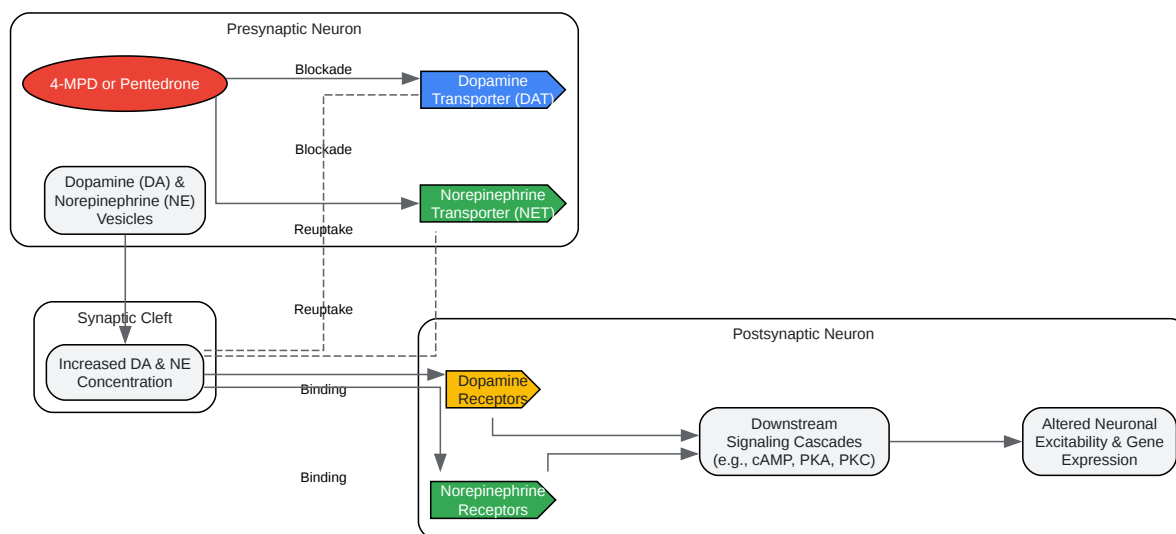 Presynaptic Neuron
4-MPD or Pentedrone
Blockade
Dopamine
Transporter (DAT)
Blockade
Dopamine (DA) &
Norepinephrine (NE)
Vesicles
Norepinephrine
Transporter (NET)
Reuptake
Synaptic Cleft
Reuptake
Increased DA & NE
Concentration
Postsynaptic Neuron
Binding
Dopamine
Receptors
Binding
Norepinephrine
Receptors
Downstream
Signaling Cascades
(e.g., cAMP, PKA, PKC)
Altered Neuronal
Excitability & Gene
Expression